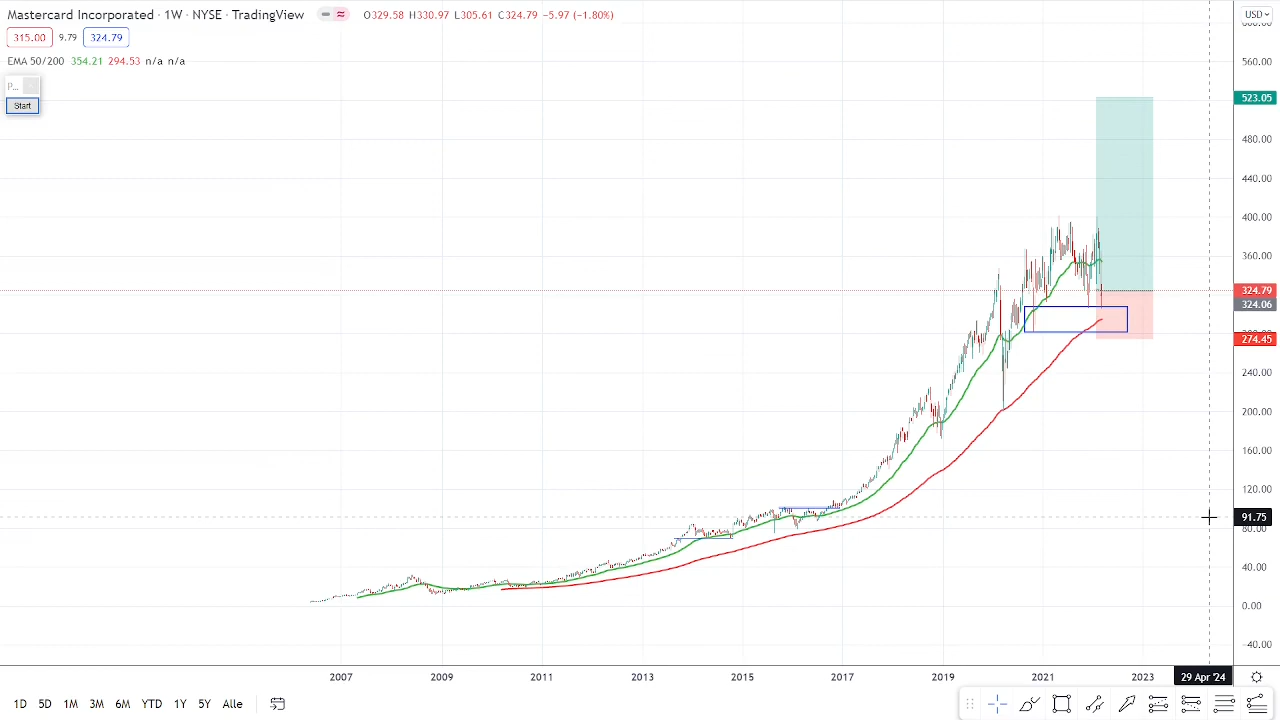 Mastercard Incorporated · 1W · NYSE · TradingView O329.58 H330.97 L305.61 C324.79 −5.97 (−1.80%) USD
315.00 9.79 324.79
EMA 50/200 354.21 294.53 n/a n/a
P...
Start
600.00
560.00
523.05
480.00
440.00
400.00
360.00
324.79
324.06
280.00
274.45
240.00
200.00
160.00
120.00
91.75
80.00
40.00
0.00
−40.00
2007 2009 2011 2013 2015 2017 2019 2021 2023 29 Apr '24
1D 5D 1M 3M 6M YTD 1Y 5Y Alle